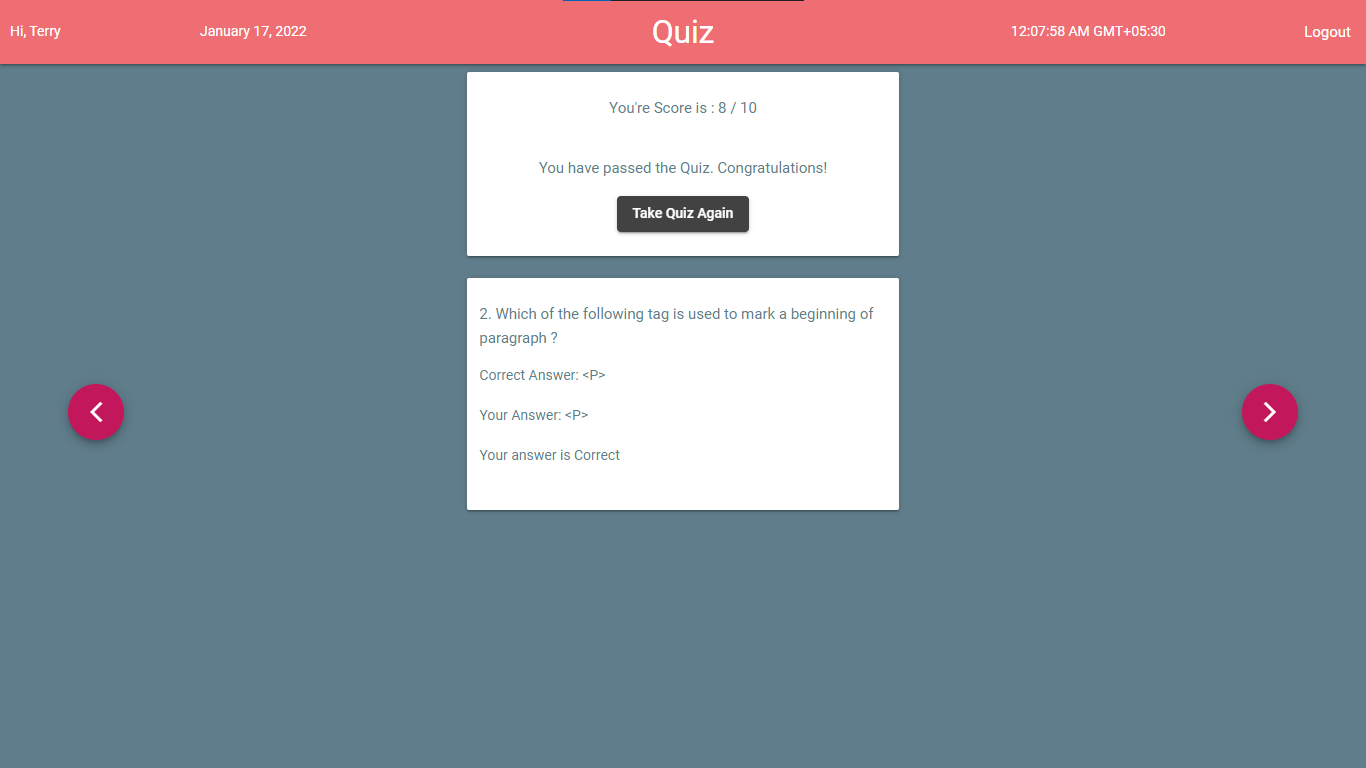 Hi, Terry
January 17, 2022
Quiz
12:07:58 AM GMT+05:30
Logout
You're Score is : 8 / 10
You have passed the Quiz. Congratulations!
Take Quiz Again
2. Which of the following tag is used to mark a beginning of
paragraph ?
Correct Answer: <P>
Your Answer: <P>
Your answer is Correct